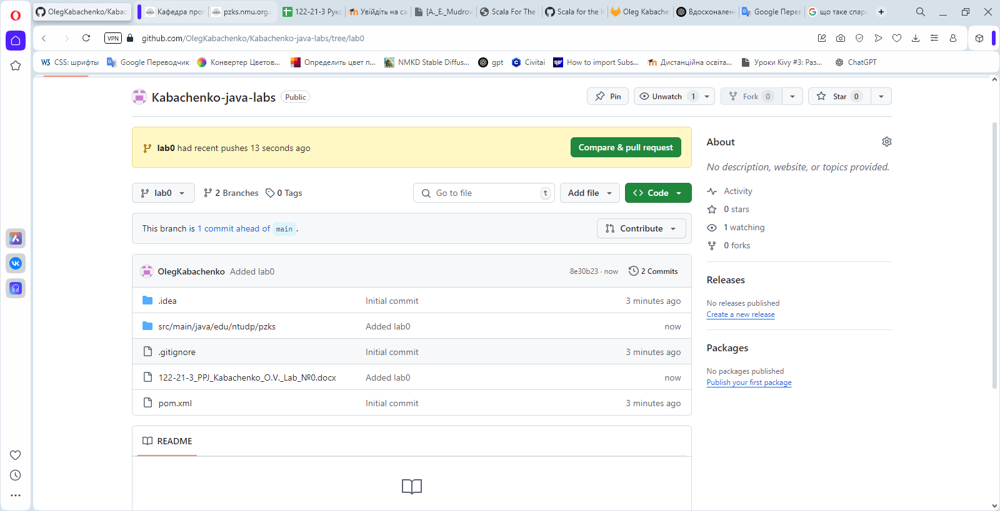 OlegKabachenko/Kabac
Кафедра прог
pzks.nmu.org.u
122-21-3 Рукс
Увійдіть на са
[A._E._Mudrov
Scala For The I
Scala for the I
Oleg Kabache
Вдосконален
Google Перев
що таке спар
VPN
github.com/OlegKabachenko/Kabachenko-java-labs/tree/lab0
CSS: шрифты
Google Переводчик
Конвертер Цветов...
Определить цвет п...
NMKD Stable Diffus...
gpt
Civitai
How to import Subs...
Дистанційна освіта...
Уроки Kivy #3: Раз...
ChatGPT
Kabachenko-java-labs
Public
Pin
Unwatch 1
Fork 0
Star 0
lab0 had recent pushes 13 seconds ago
Compare & pull request
lab0
2 Branches
0 Tags
Go to file
t
Add file
<> Code
This branch is 1 commit ahead of main .
Contribute
OlegKabachenko Added lab0
8e30b23 · now
2 Commits
.idea
Initial commit
3 minutes ago
src/main/java/edu/ntudp/pzks
Added lab0
now
.gitignore
Initial commit
3 minutes ago
122-21-3_PPJ_Kabachenko_O.V._Lab_№0.docx
Added lab0
now
pom.xml
Initial commit
3 minutes ago
README
About
No description, website, or topics provided.
Activity
0 stars
1 watching
0 forks
Releases
No releases published
Create a new release
Packages
No packages published
Publish your first package